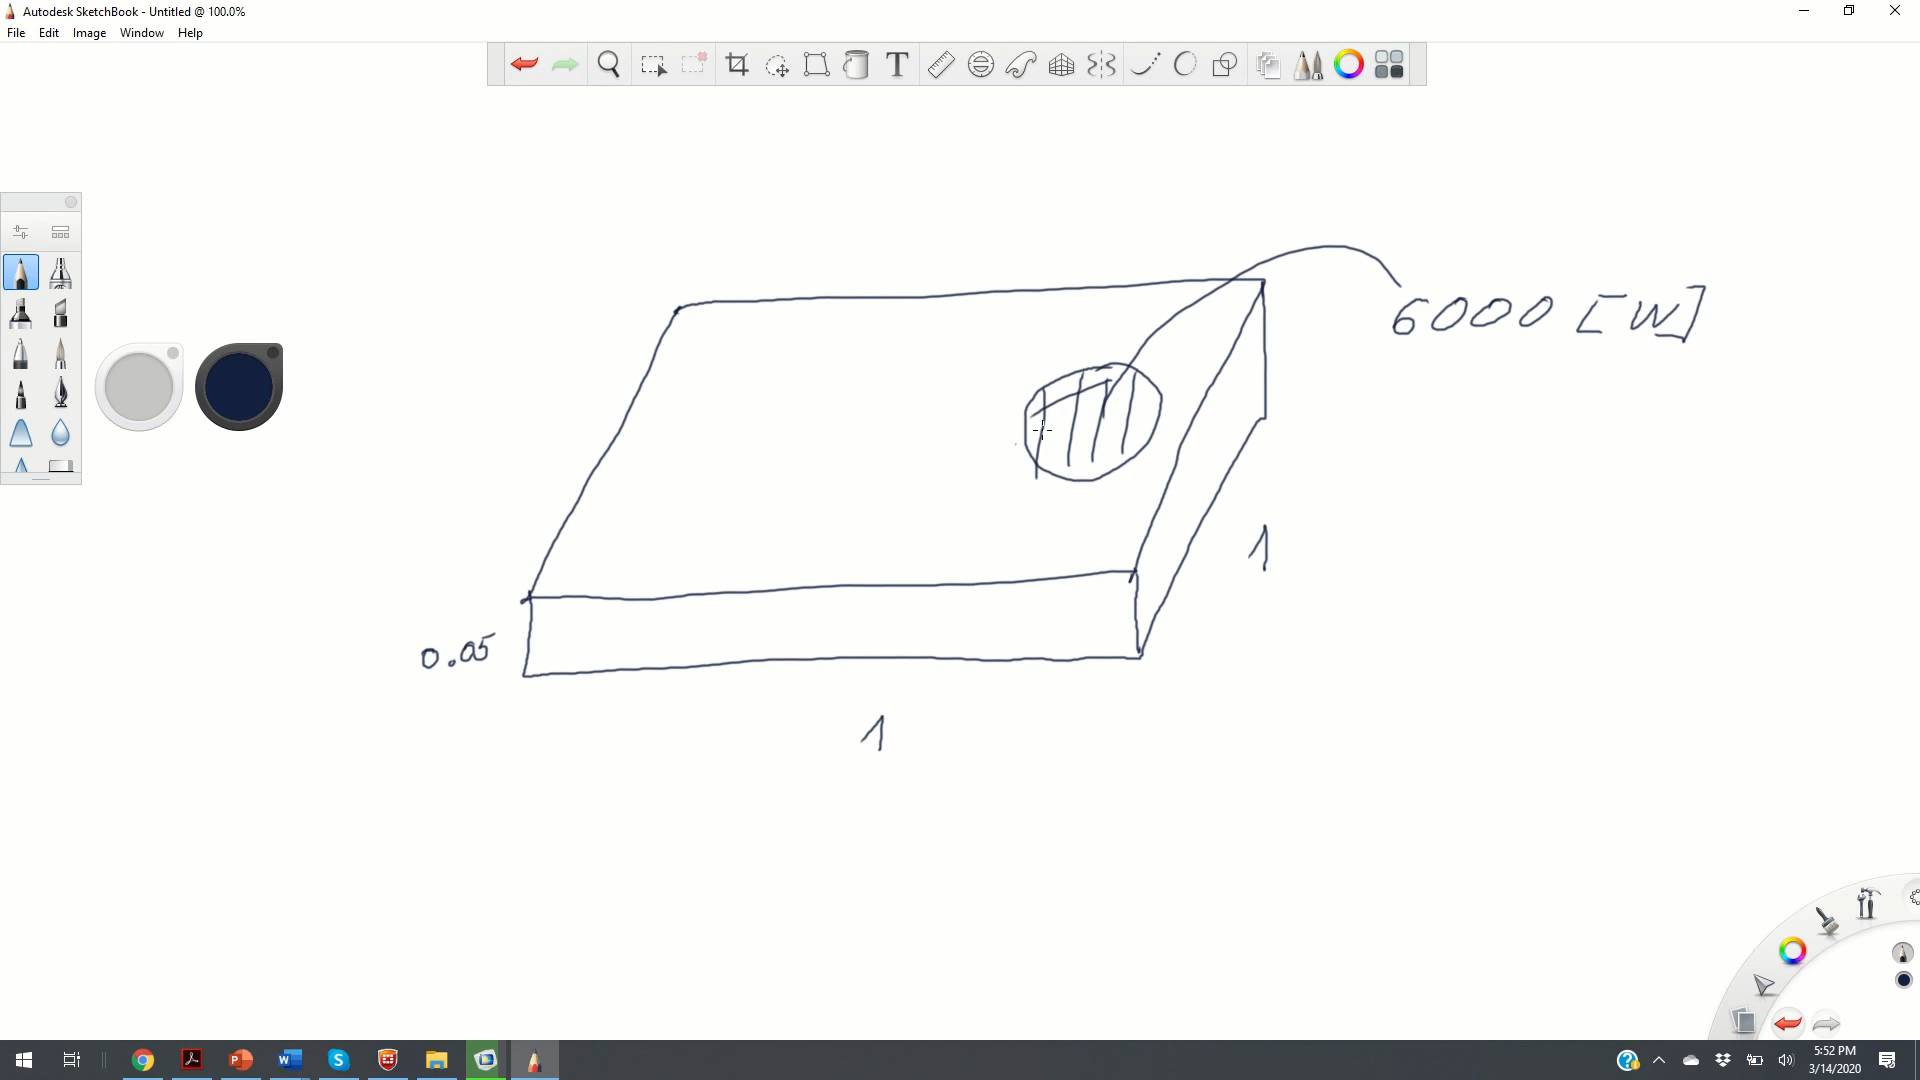 Autodesk SketchBook - Untitled @ 100.0%
File Edit Image Window Help
T
6000 [W]
1
0.05
1
5:52 PM
3/14/2020